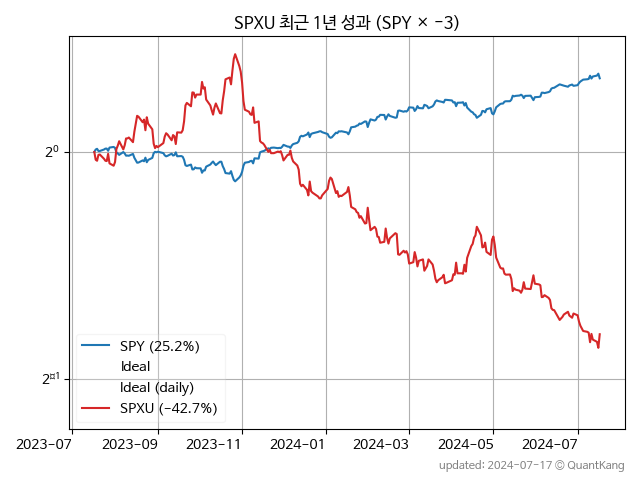 SPXU 최근 1년 성과 (SPY × -3)
2⁰
2¤¹
SPY (25.2%)
Ideal
Ideal (daily)
SPXU (-42.7%)
2023-07 2023-09 2023-11 2024-01 2024-03 2024-05 2024-07
updated: 2024-07-17 © QuantKang